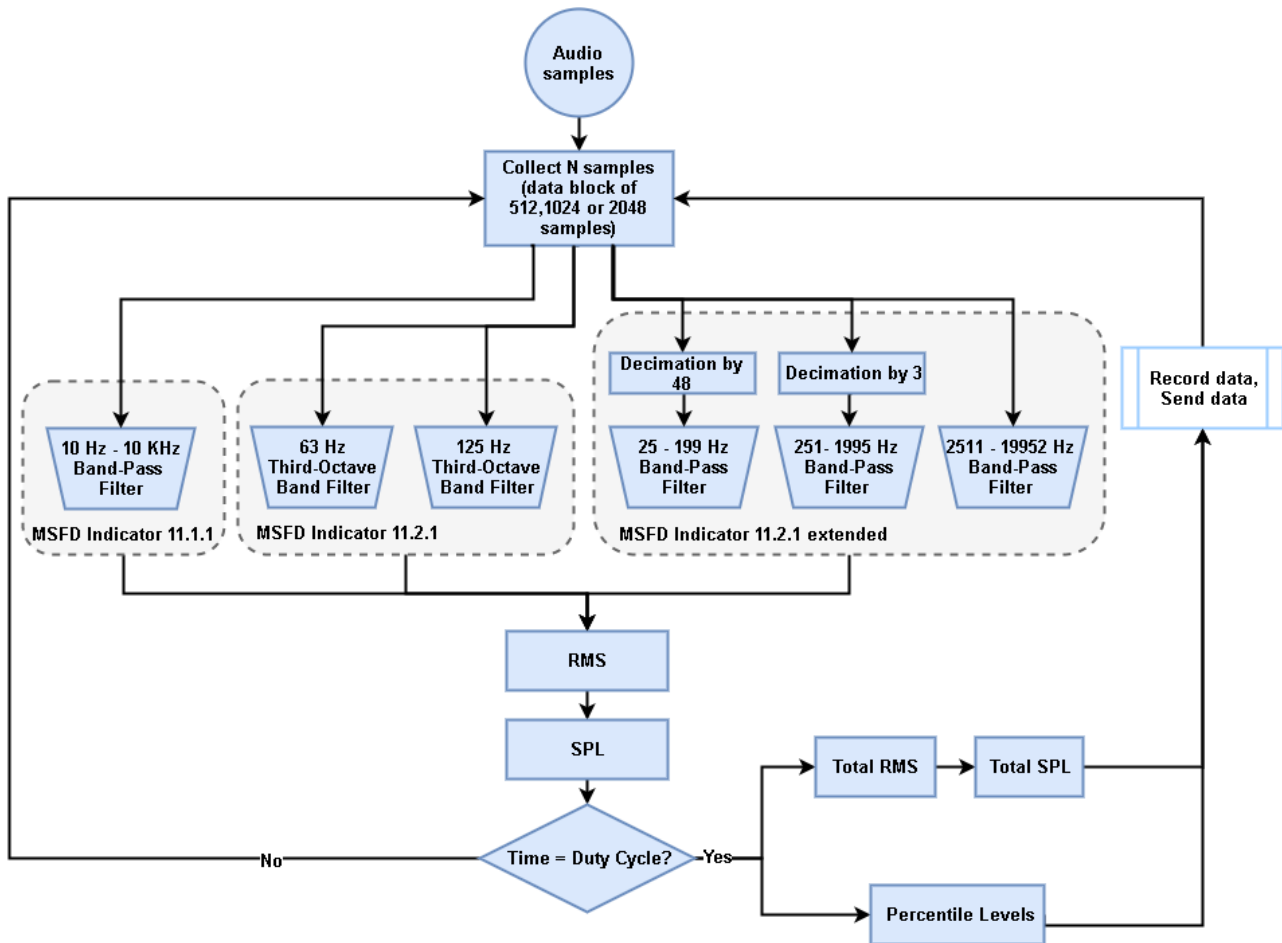 Audio
samples
Collect N samples
(data block of
512,1024 or 2048
samples)
Decimation by
48
Decimation by 3
Record data,
Send data
10 Hz - 10 KHz
Band-Pass
Filter
63 Hz
Third-Octave
Band Filter
125 Hz
Third-Octave
Band Filter
25 - 199 Hz
Band-Pass
Filter
251- 1995 Hz
Band-Pass
Filter
2511 - 19952 Hz
Band-Pass
Filter
MSFD Indicator 11.1.1
MSFD Indicator 11.2.1
MSFD Indicator 11.2.1 extended
RMS
SPL
Total RMS
Total SPL
Time = Duty Cycle?
No
Yes
Percentile Levels